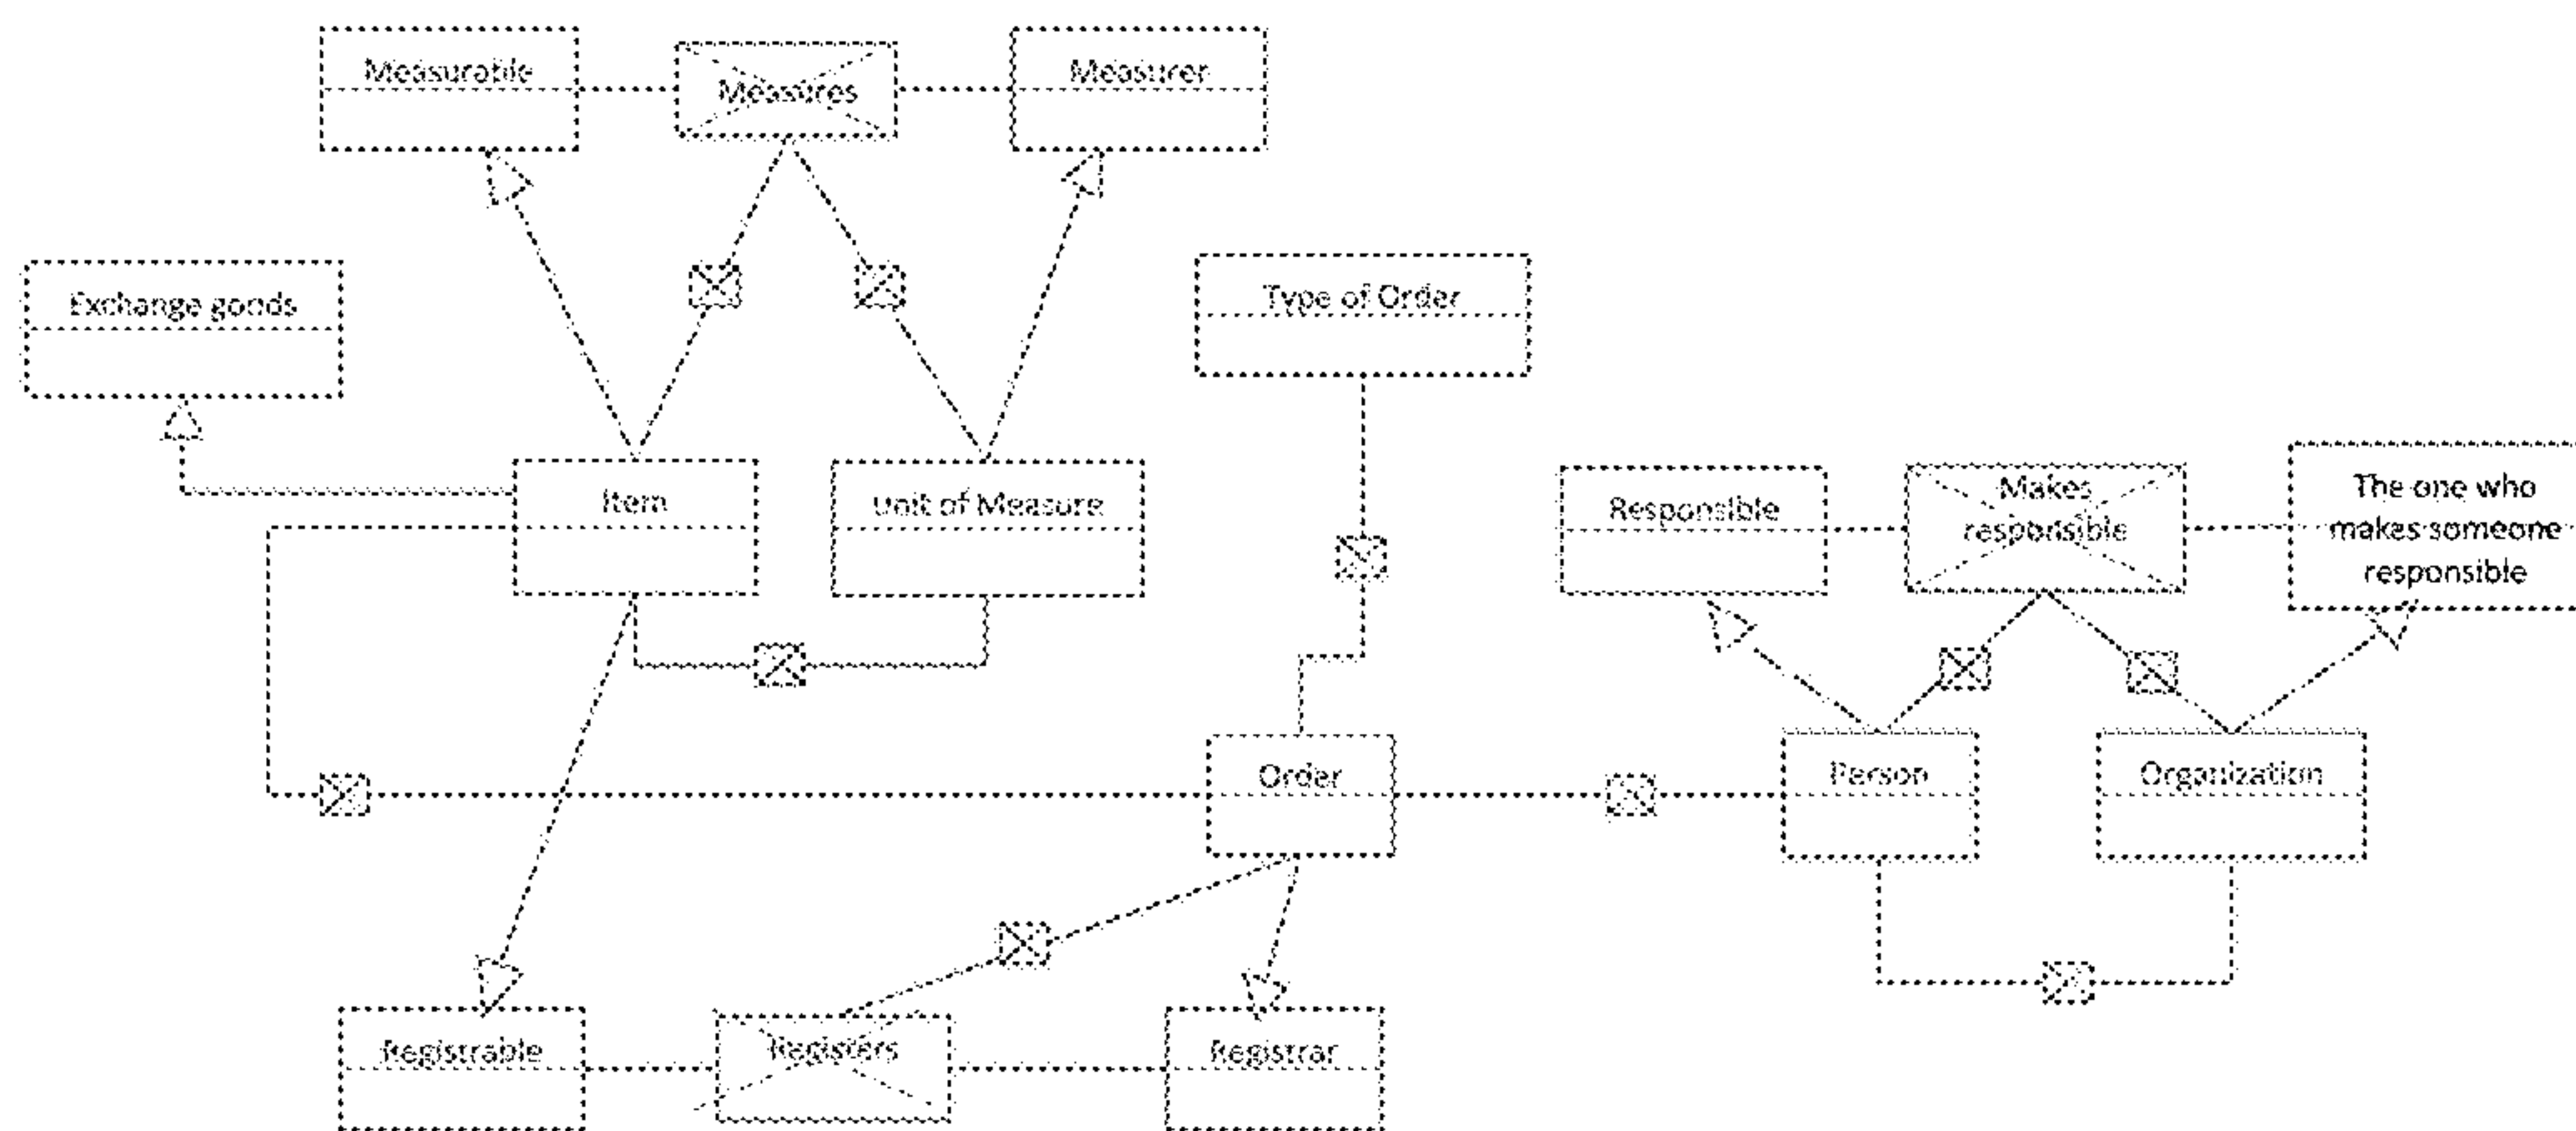 Measurable
Measures
Measurer
Exchange goods
Type of Order
Item
Unit of Measure
Responsible
Makes
responsible
The one who
makes someone
responsible
Order
Person
Organization
Registrable
Registers
Registrar